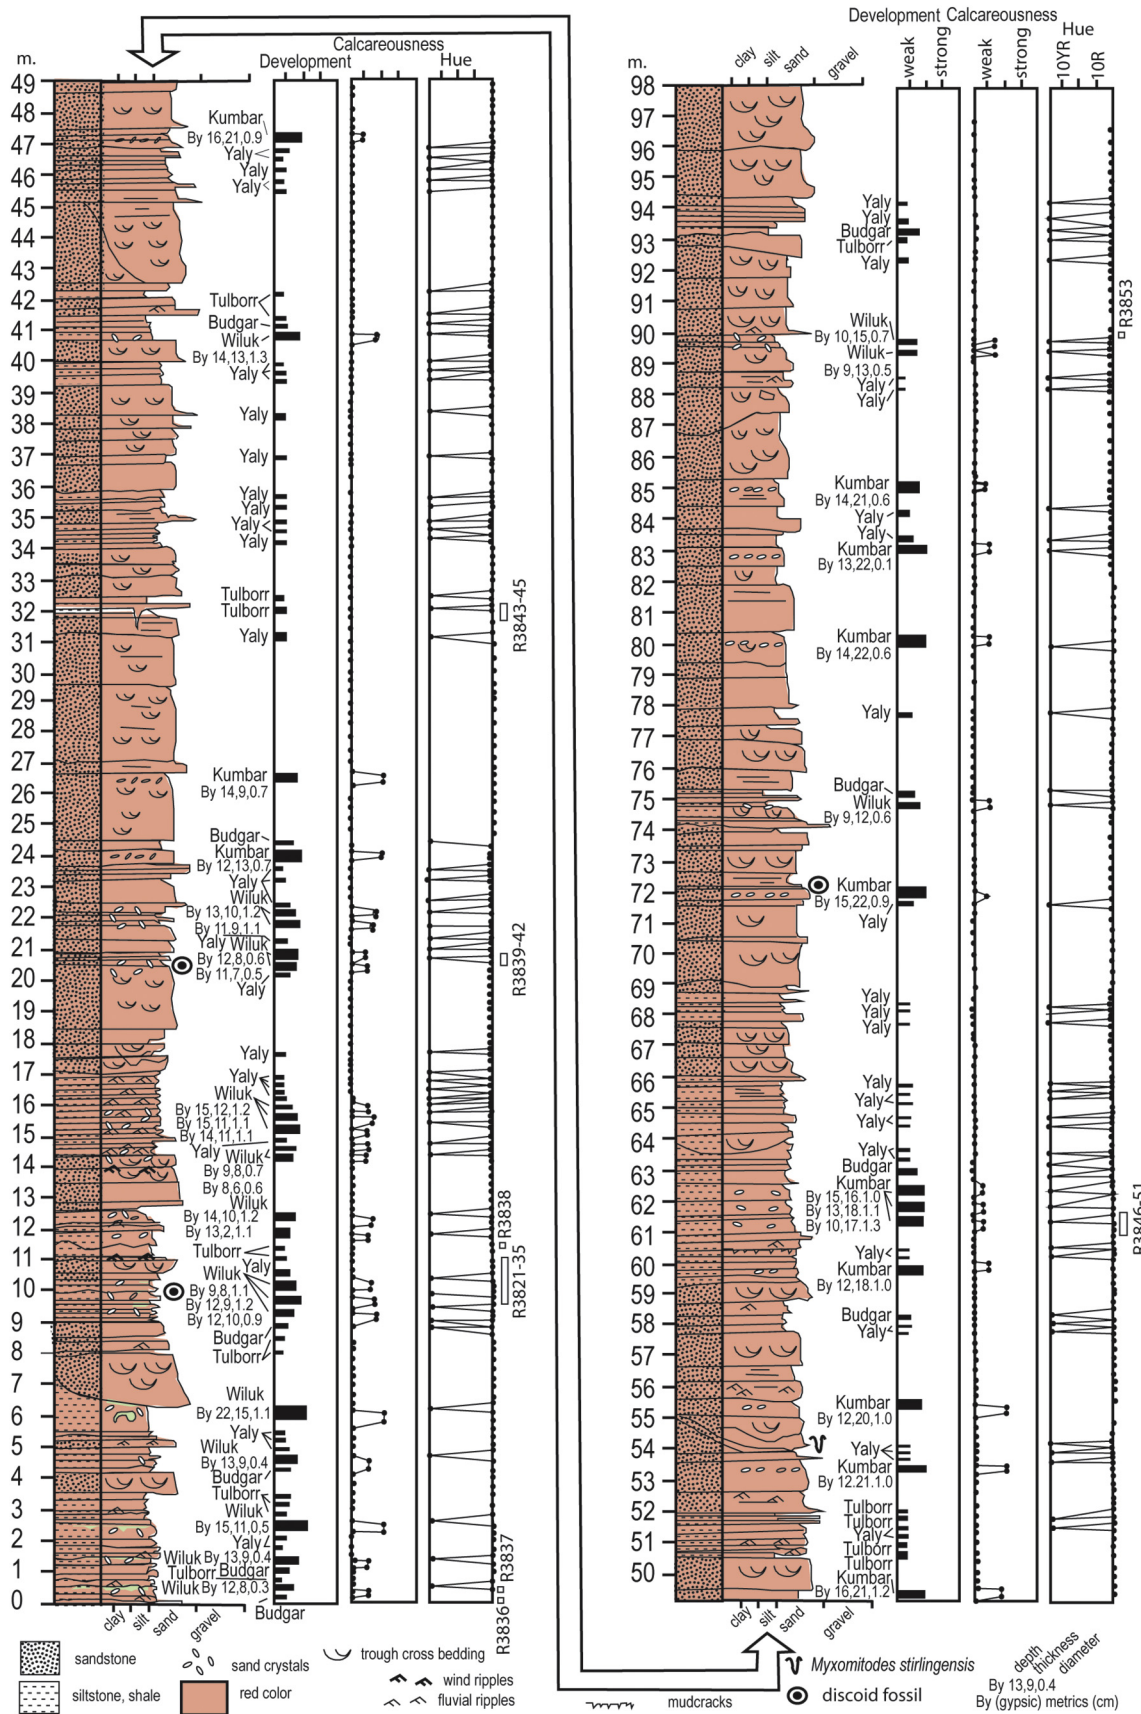 Calcareousness
Development
Hue
m.
49
48
47
46
45
44
43
42
41
40
39
38
37
36
35
34
33
32
31
30
29
28
27
26
25
24
23
22
21
20
19
18
17
16
15
14
13
12
11
10
9
8
7
6
5
4
3
2
1
0
Kumbar
By 16,21,0.9
Yaly
Yaly
Yaly
Tulborr
Budgar
Wiluk
By 14,13,1.3
Yaly
Yaly
Yaly
Yaly
Yaly
Yaly
Yaly
Tulborr
Tulborr
Yaly
Kumbar
By 14,9,0.7
Budgar
Kumbar
By 12,13,0.7
Yaly
Wiluk
By 13,10,1.2
By 11,9,1.1
Yaly Wiluk
By 12,8,0.6
By 11,7,0.5
Yaly
Yaly
Yaly
Wiluk
By 15,12,1.2
By 15,11,1.1
By 14,11,1.1
Yaly
Wiluk
By 9,8,0.7
By 8,6,0.6
Wiluk
By 14,10,1.2
By 13,2,1.1
Tulborr
Yaly
Wiluk
By 9,8,1.1
By 12,9,1.2
By 12,10,0.9
Budgar
Tulborr
Wiluk
By 22,15,1.1
Yaly
Wiluk
By 13,9,0.4
Budgar
Tulborr
Wiluk
By 15,11,0,5
Yaly
Wiluk By 13,9,0.4
Tulborr Budgar
Wiluk By 12,8,0.3
Budgar
R3843-45
R3839-42
R3838
R3821-35
R3837
R3836
clay silt sand gravel
Development Calcareousness
Hue
m.
clay silt sand gravel
weak strong
weak strong
10YR 10R
98
97
96
95
94
93
92
91
90
89
88
87
86
85
84
83
82
81
80
79
78
77
76
75
74
73
72
71
70
69
68
67
66
65
64
63
62
61
60
59
58
57
56
55
54
53
52
51
50
Yaly
Yaly
Budgar
Tulborr
Yaly
Wiluk
By 10,15,0.7
Wiluk
By 9,13,0.5
Yaly
Yaly
Kumbar
By 14,21,0.6
Yaly
Yaly
Kumbar
By 13,22,0.1
Kumbar
By 14,22,0.6
Yaly
Budgar
Wiluk
By 9,12,0.6
Kumbar
By 15,22,0.9
Yaly
Yaly
Yaly
Yaly
Yaly
Yaly
Yaly
Yaly
Budgar
Kumbar
By 15,16.1.0
By 13,18.1.1
By 10,17.1.3
Yaly
Kumbar
By 12,18.1.0
Budgar
Yaly
Kumbar
By 12,20,1.0
Yaly
Kumbar
By 12.21.1.0
Tulborr
Tulborr
Yaly
Tulborr
Tulborr
Kumbar
By 16,21,1.2
R3853
R3846-51
clay silt sand gravel
sandstone
siltstone, shale
sand crystals
red color
trough cross bedding
wind ripples
fluvial ripples
mudcracks
Myxomitodes stirlingensis
discoid fossil
depth
thickness
diameter
By 13,9,0.4
By (gypsic) metrics (cm)